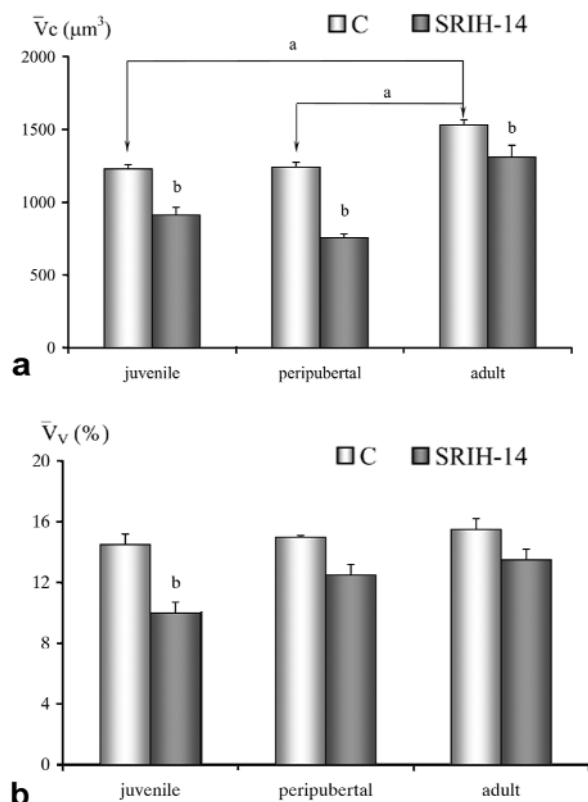 V̄c (µm³)
C SRIH-14
2000
a
1500
a
b
b
b
1000
500
0
juvenile peripubertal adult
a
V̄v (%)
C SRIH-14
20
16
12
b
8
4
0
juvenile peripubertal adult
b